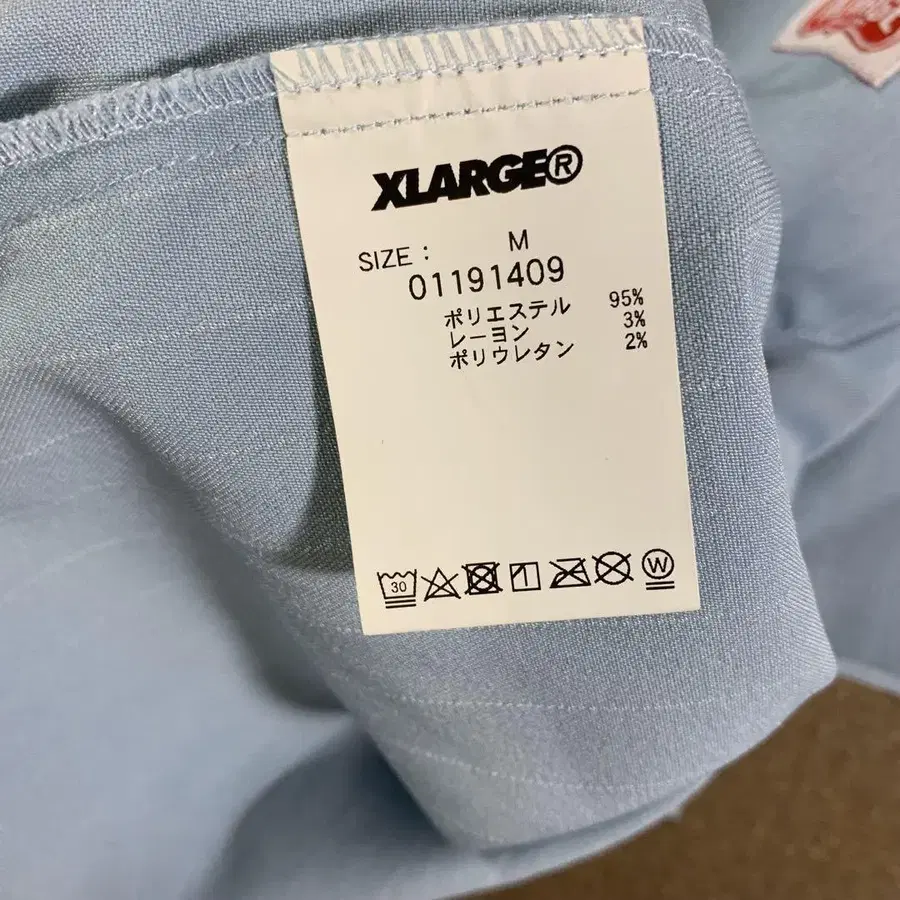 XLARGE®
SIZE : M
01191409
ポリエステル 95%
レーヨン 3%
ポリウレタン 2%
30
W